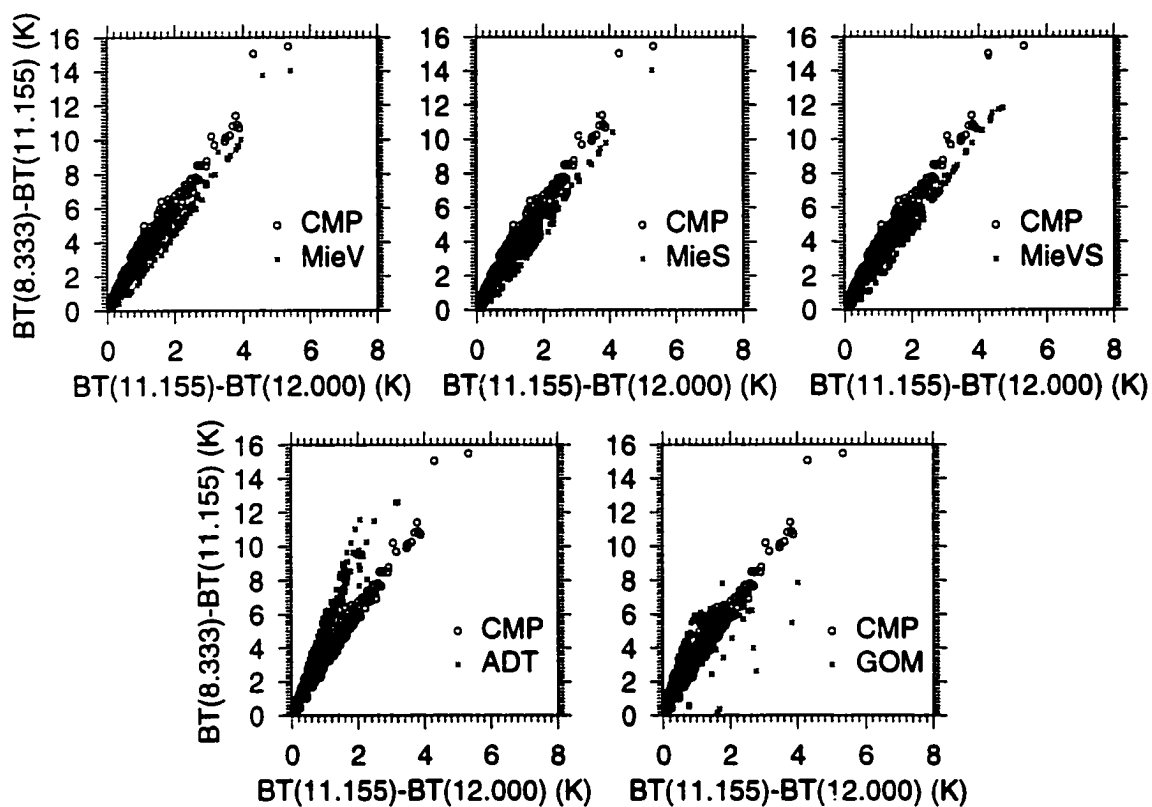 BT(8.333)-BT(11.155) (K)
16
14
12
10
8
6
4
2
0
CMP
MieV
0 2 4 6 8
BT(11.155)-BT(12.000) (K)
16
14
12
10
8
6
4
2
0
CMP
MieS
0 2 4 6 8
BT(11.155)-BT(12.000) (K)
16
14
12
10
8
6
4
2
0
CMP
MieVS
0 2 4 6 8
BT(11.155)-BT(12.000) (K)
BT(8.333)-BT(11.155) (K)
16
14
12
10
8
6
4
2
0
CMP
ADT
0 2 4 6 8
BT(11.155)-BT(12.000) (K)
16
14
12
10
8
6
4
2
0
CMP
GOM
0 2 4 6 8
BT(11.155)-BT(12.000) (K)